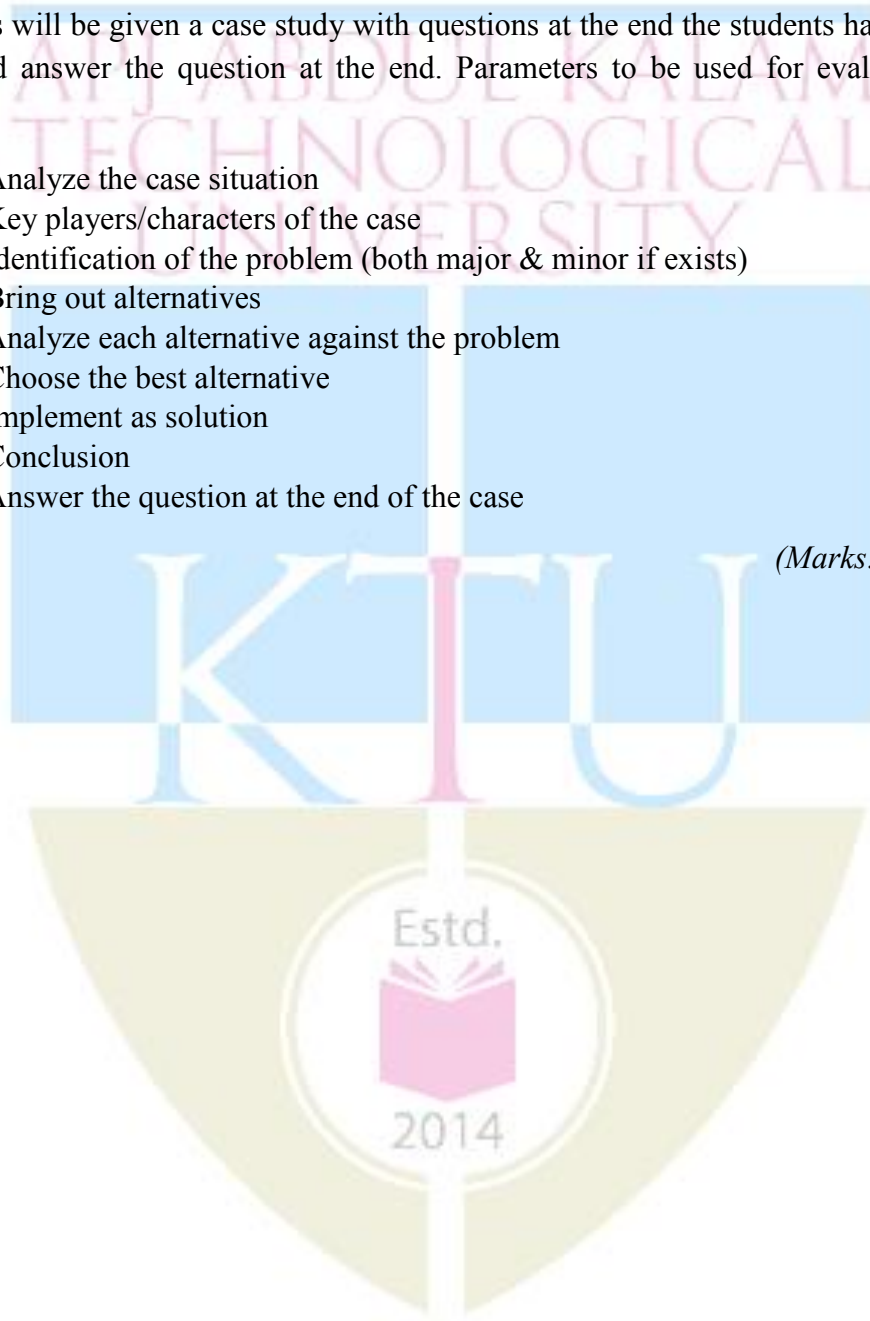 s will be given a case study with questions at the end the students ha
d answer the question at the end. Parameters to be used for eval
APJ ABDUL KALAM
TECHNOLOGICAL
UNIVERSITY
Analyze the case situation
Key players/characters of the case
dentification of the problem (both major & minor if exists)
Bring out alternatives
Analyze each alternative against the problem
Choose the best alternative
mplement as solution
Conclusion
Answer the question at the end of the case
(Marks
KTU
Estd.
2014